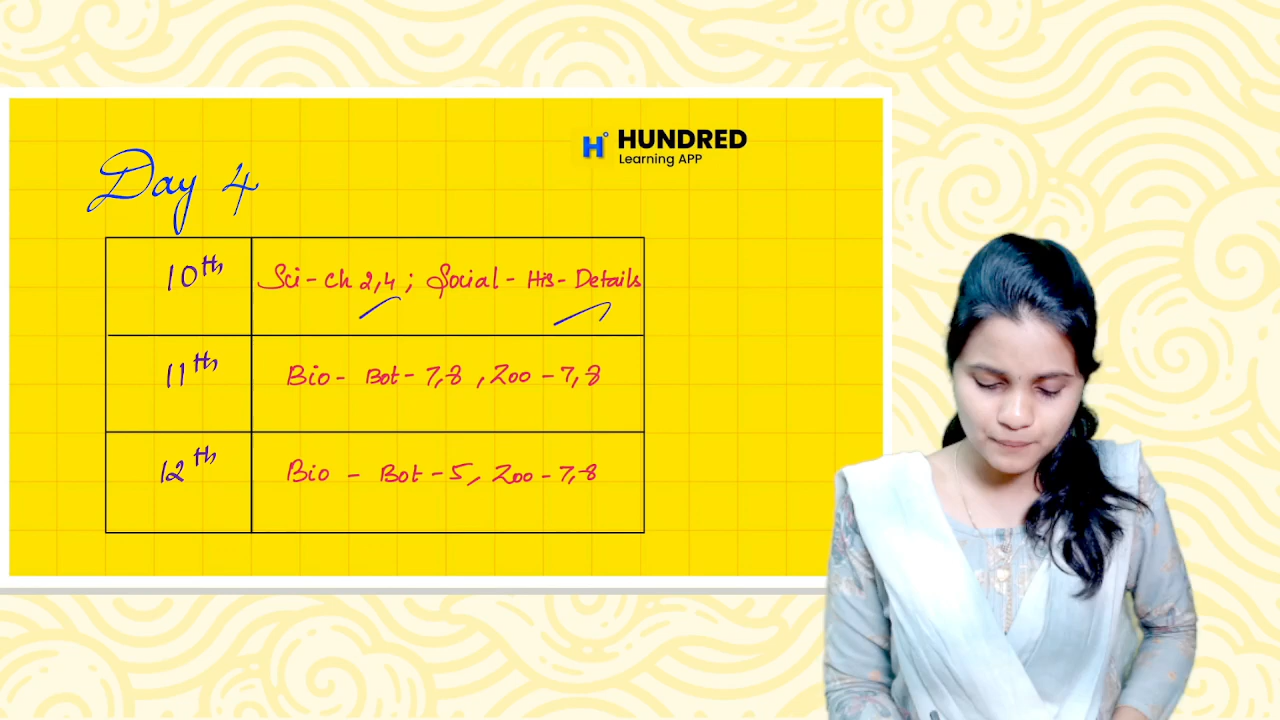 HUNDRED
Learning APP
Day 4
10th Sci - Ch 2,4 ; Social - His - Details
11th Bio - Bot - 7,8 , Zoo - 7,8
12th Bio - Bot - 5, Zoo - 7,8